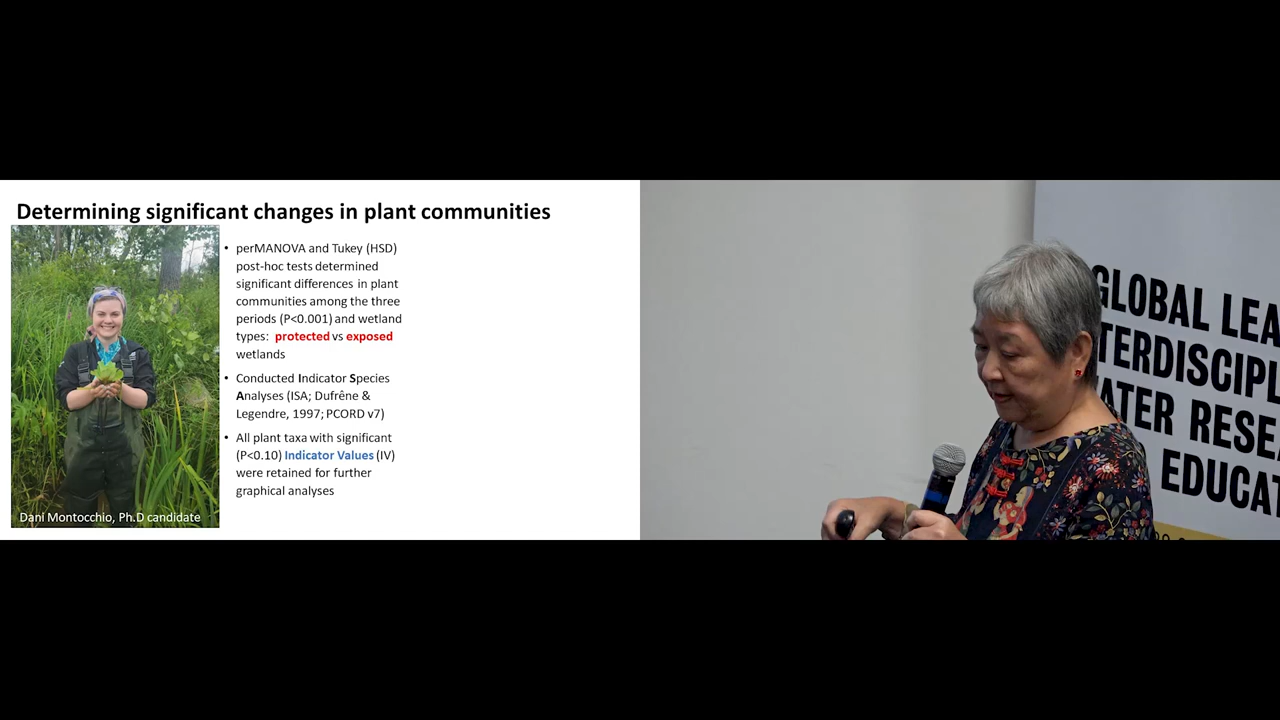 Determining significant changes in plant communities
• perMANOVA and Tukey (HSD)
post-hoc tests determined
significant differences in plant
communities among the three
periods (P<0.001) and wetland
types: protected vs exposed
wetlands
• Conducted Indicator Species
Analyses (ISA; Dufrêne &
Legendre, 1997; PCORD v7)
• All plant taxa with significant
(P<0.10) Indicator Values (IV)
were retained for further
graphical analyses
Dani Montocchio, Ph.D candidate
GLOBAL LEA
TERDISCIPL
ATER RESEA
EDUCAT